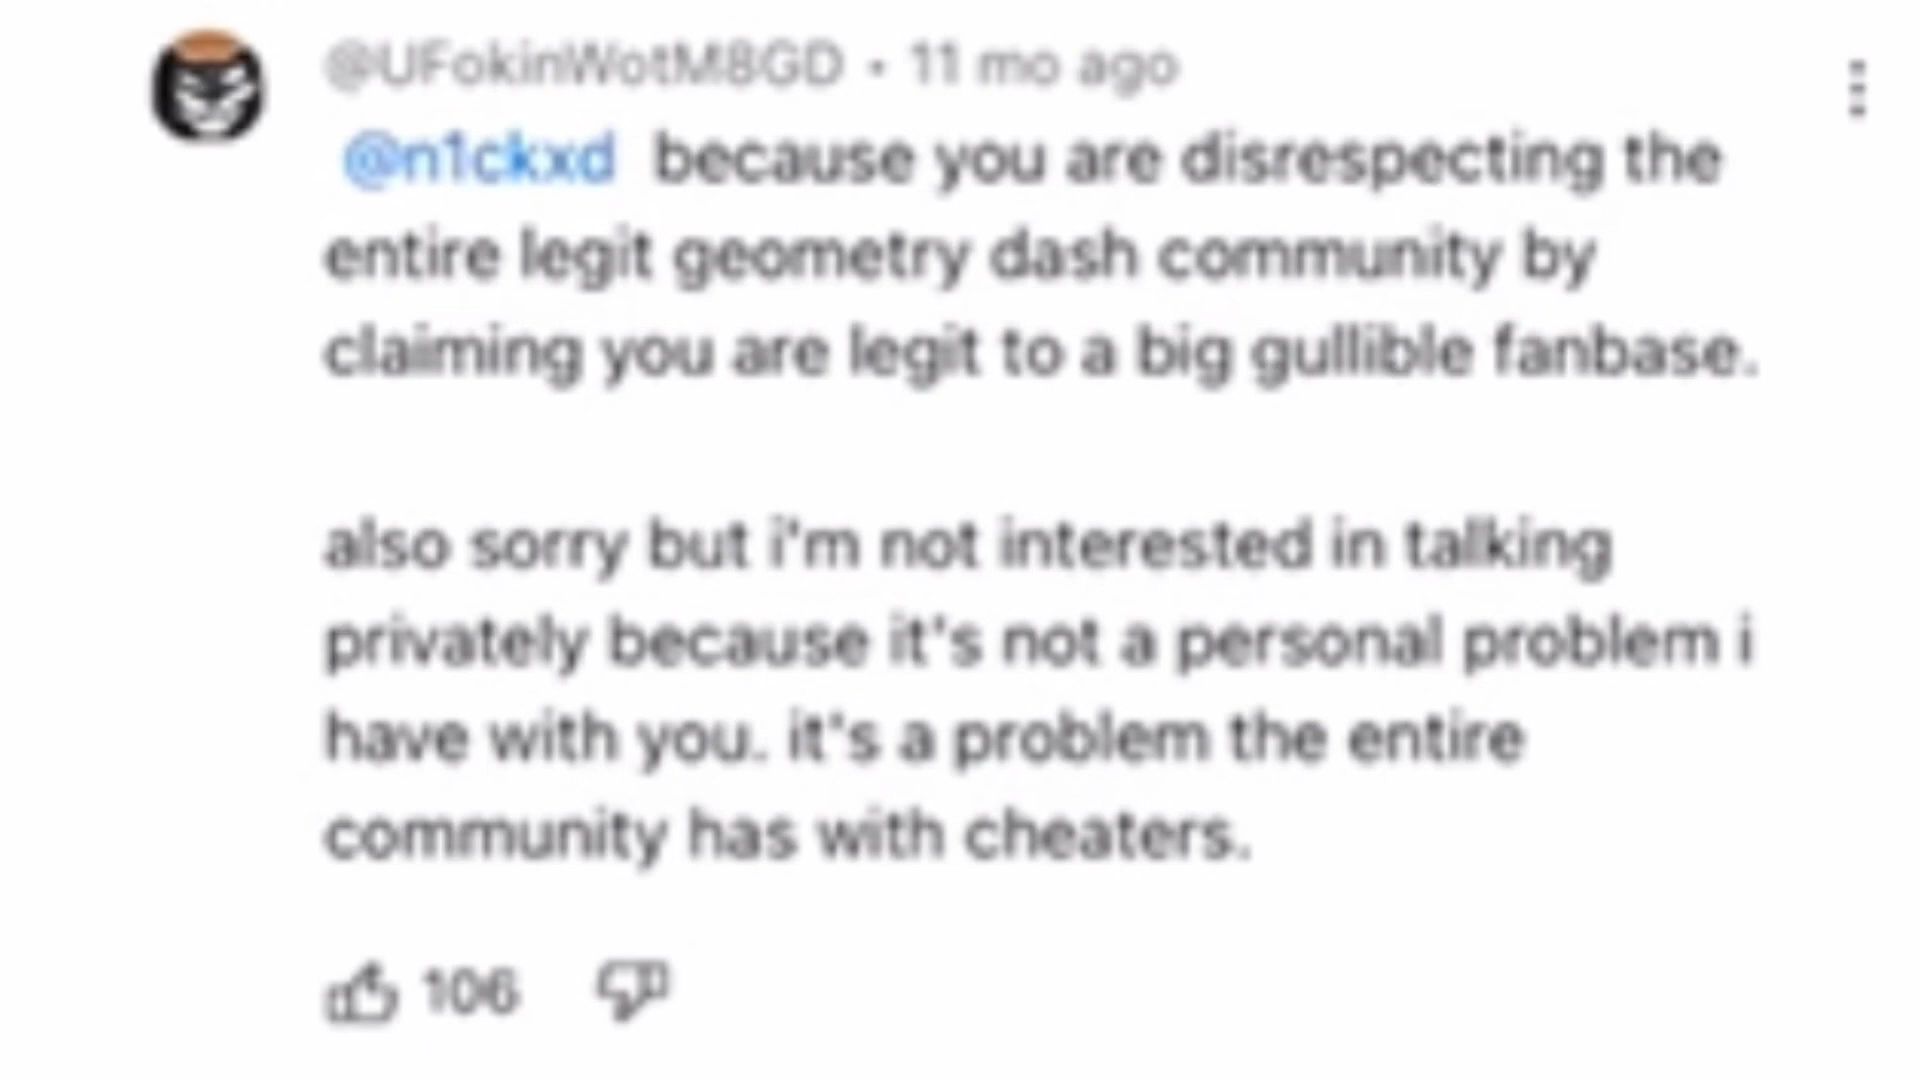 @UFokinWotM8GD • 11 mo ago
@n1ckxd because you are disrespecting the
entire legit geometry dash community by
claiming you are legit to a big gullible fanbase.
also sorry but i'm not interested in talking
privately because it's not a personal problem i
have with you. it's a problem the entire
community has with cheaters.
106